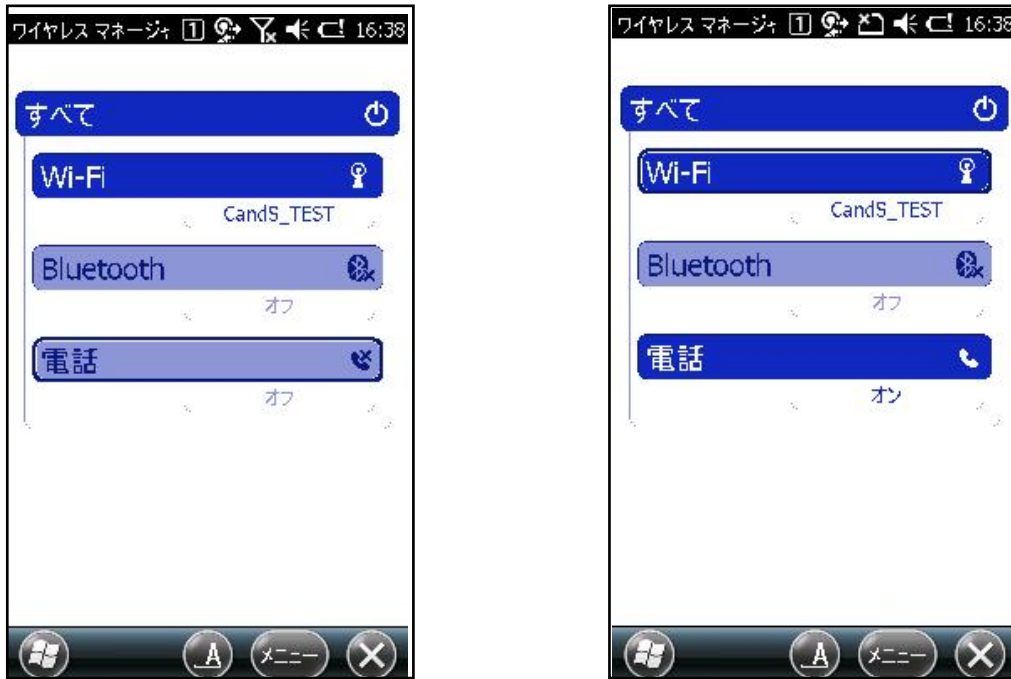 ワイヤレス マネージャ 1 16:38
すべて
Wi-Fi
CandS_TEST
Bluetooth
オフ
電話
オフ
A メニュー
ワイヤレス マネージャ 1 16:38
すべて
Wi-Fi
CandS_TEST
Bluetooth
オフ
電話
オン
A メニュー